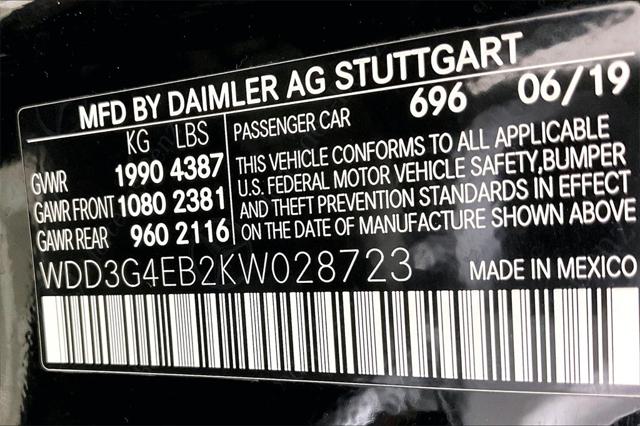 MFD BY DAIMLER AG STUTTGART
KG LBS
GVWR 1990 4387
GAWR FRONT 1080 2381
GAWR REAR 960 2116
PASSENGER CAR 696 06/19
THIS VEHICLE CONFORMS TO ALL APPLICABLE
U.S. FEDERAL MOTOR VEHICLE SAFETY,BUMPER
AND THEFT PREVENTION STANDARDS IN EFFECT
ON THE DATE OF MANUFACTURE SHOWN ABOVE
WDD3G4EB2KW028723
MADE IN MEXICO